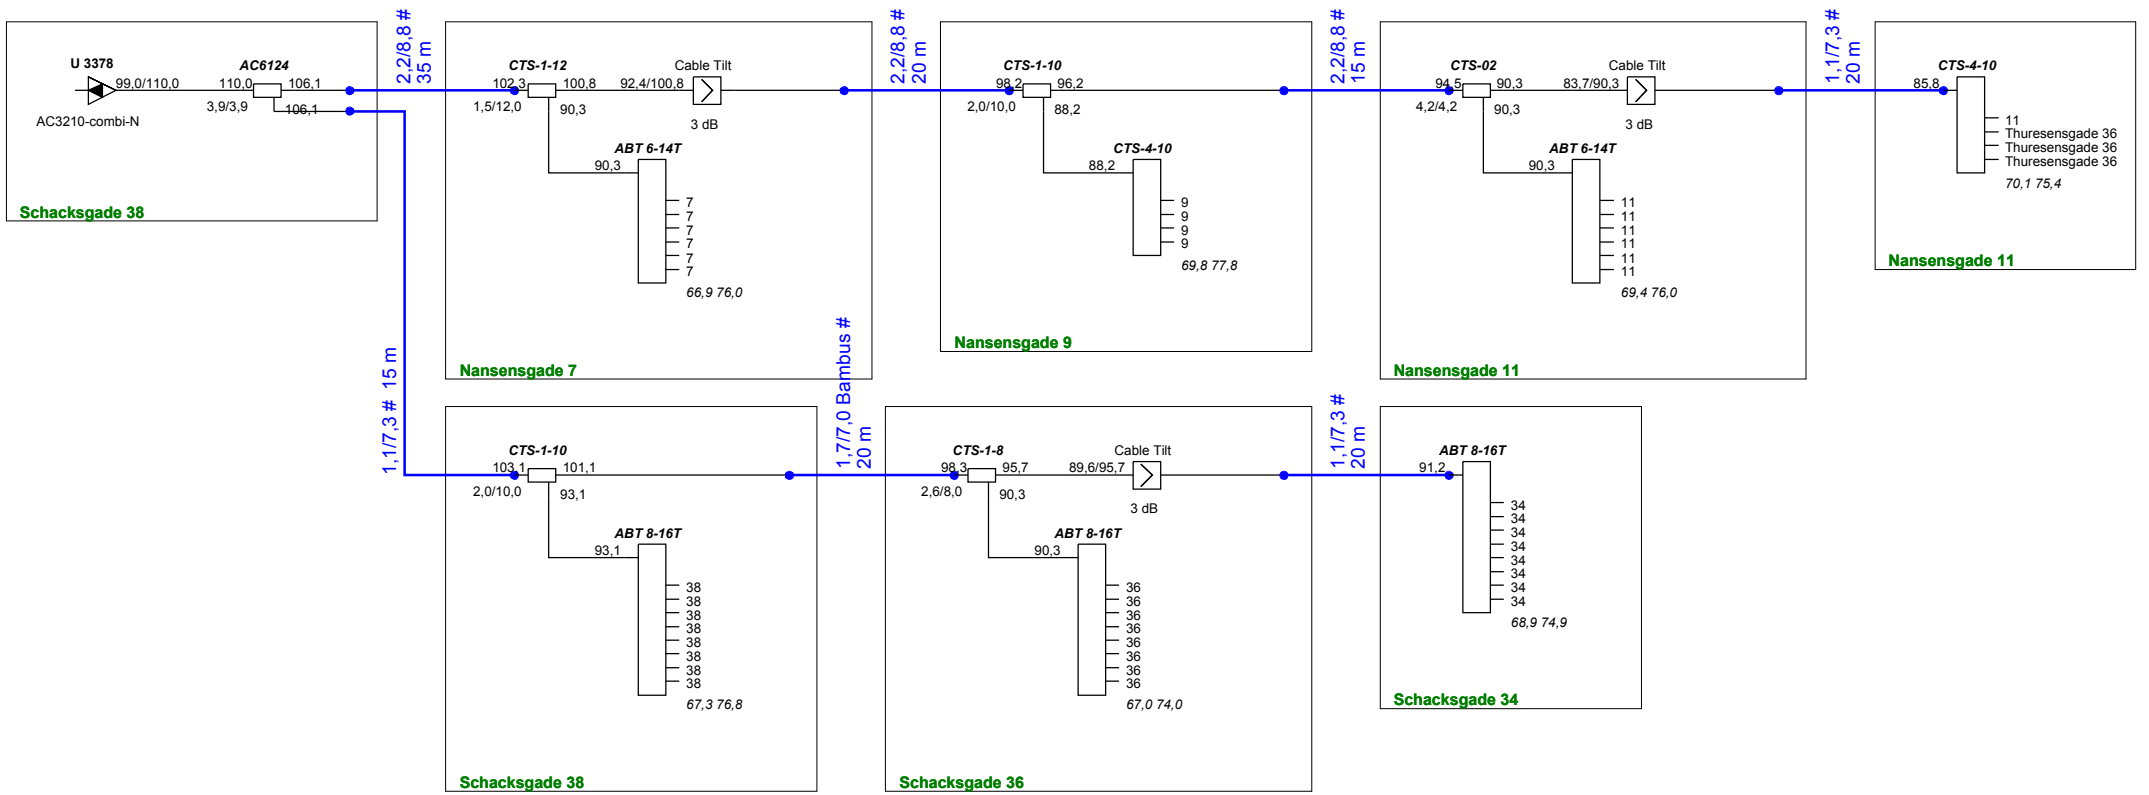 U 3378
99,0/110,0
AC3210-combi-N
AC6124
110,0
106,1
3,9/3,9
106,1
Schacksgade 38
2,2/8,8 #
35 m
CTS-1-12
102,3
100,8
1,5/12,0
90,3
92,4/100,8
Cable Tilt
3 dB
ABT 6-14T
90,3
7
7
7
7
7
7
66,9 76,0
Nansensgade 7
2,2/8,8 #
20 m
CTS-1-10
98,2
96,2
2,0/10,0
88,2
CTS-4-10
88,2
9
9
9
9
69,8 77,8
Nansensgade 9
2,2/8,8 #
15 m
CTS-02
94,5
90,3
4,2/4,2
90,3
83,7/90,3
Cable Tilt
3 dB
ABT 6-14T
90,3
11
11
11
11
11
11
69,4 76,0
Nansensgade 11
1,1/7,3 #
20 m
CTS-4-10
85,8
11
Thuresensgade 36
Thuresensgade 36
Thuresensgade 36
70,1 75,4
Nansensgade 11
1,1/7,3 # 15 m
CTS-1-10
103,1
101,1
2,0/10,0
93,1
ABT 8-16T
93,1
38
38
38
38
38
38
38
38
67,3 76,8
Schacksgade 38
1,7/7,0 Bambus #
20 m
CTS-1-8
98,3
95,7
2,6/8,0
90,3
89,6/95,7
Cable Tilt
3 dB
ABT 8-16T
90,3
36
36
36
36
36
36
36
36
67,0 74,0
Schacksgade 36
1,1/7,3 #
20 m
ABT 8-16T
91,2
34
34
34
34
34
34
34
34
68,9 74,9
Schacksgade 34